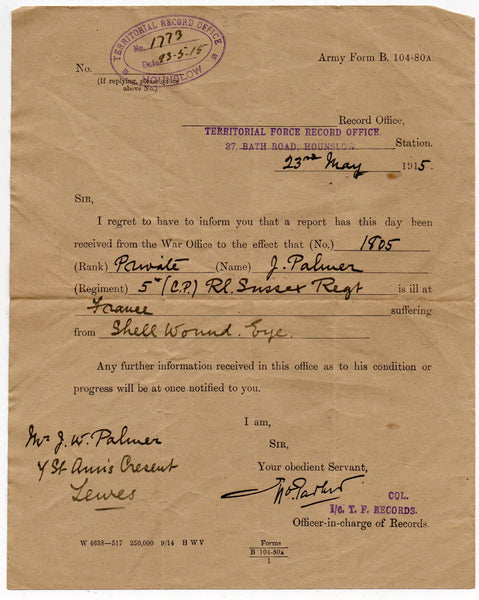 TERRITORIAL RECORD OFFICE
No. 1773
Date 23-5-15
HOUNSLOW
Army Form B. 104-80A.
No.
(If replying, please quote
above No.)
Record Office,
TERRITORIAL FORCE RECORD OFFICE
37, BATH ROAD, HOUNSLOW. Station.
23rd May 1915.
SIR,
I regret to have to inform you that a report has this day been
received from the War Office to the effect that (No.) 1805
(Rank) Private (Name) J. Palmer
(Regiment) 5th (C.P.) Rl. Sussex Regt is ill at
France suffering
from Shell Wound. Eye.
Any further information received in this office as to his condition or
progress will be at once notified to you.
I am,
SIR,
Your obedient Servant,
Mr J. W. Palmer
4 St Ann's Cresent
Lewes
COL.
I/c. T. F. RECORDS.
Officer-in-charge of Records.
W 4638—517 250,000 9/14 H W V
Forms
B 104-80A
1